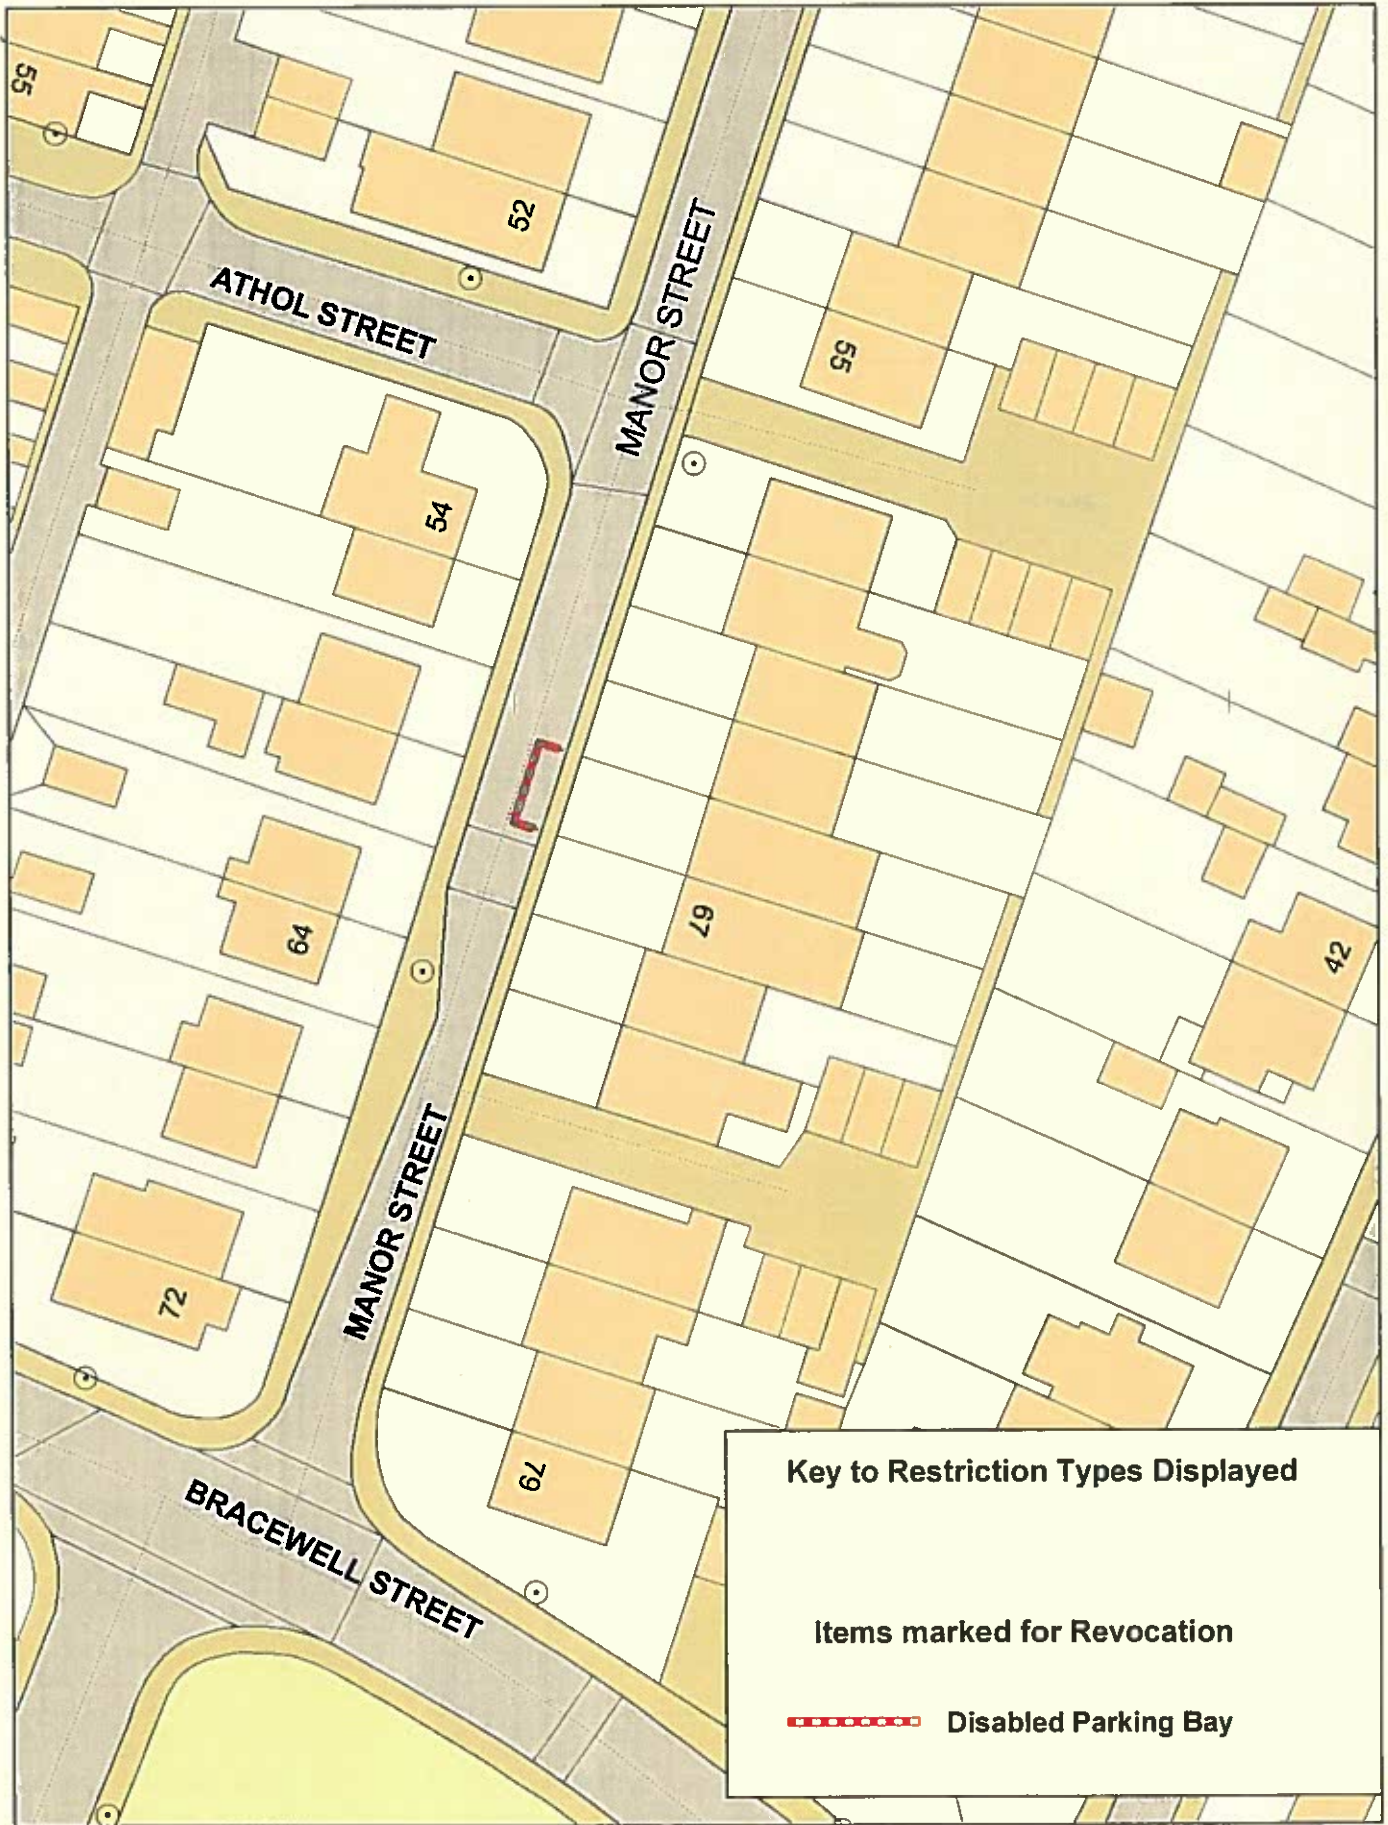 55
52
ATHOL STREET
MANOR STREET
55
54
67
64
42
MANOR STREET
72
79
BRACEWELL STREET
Key to Restriction Types Displayed
Items marked for Revocation
Disabled Parking Bay